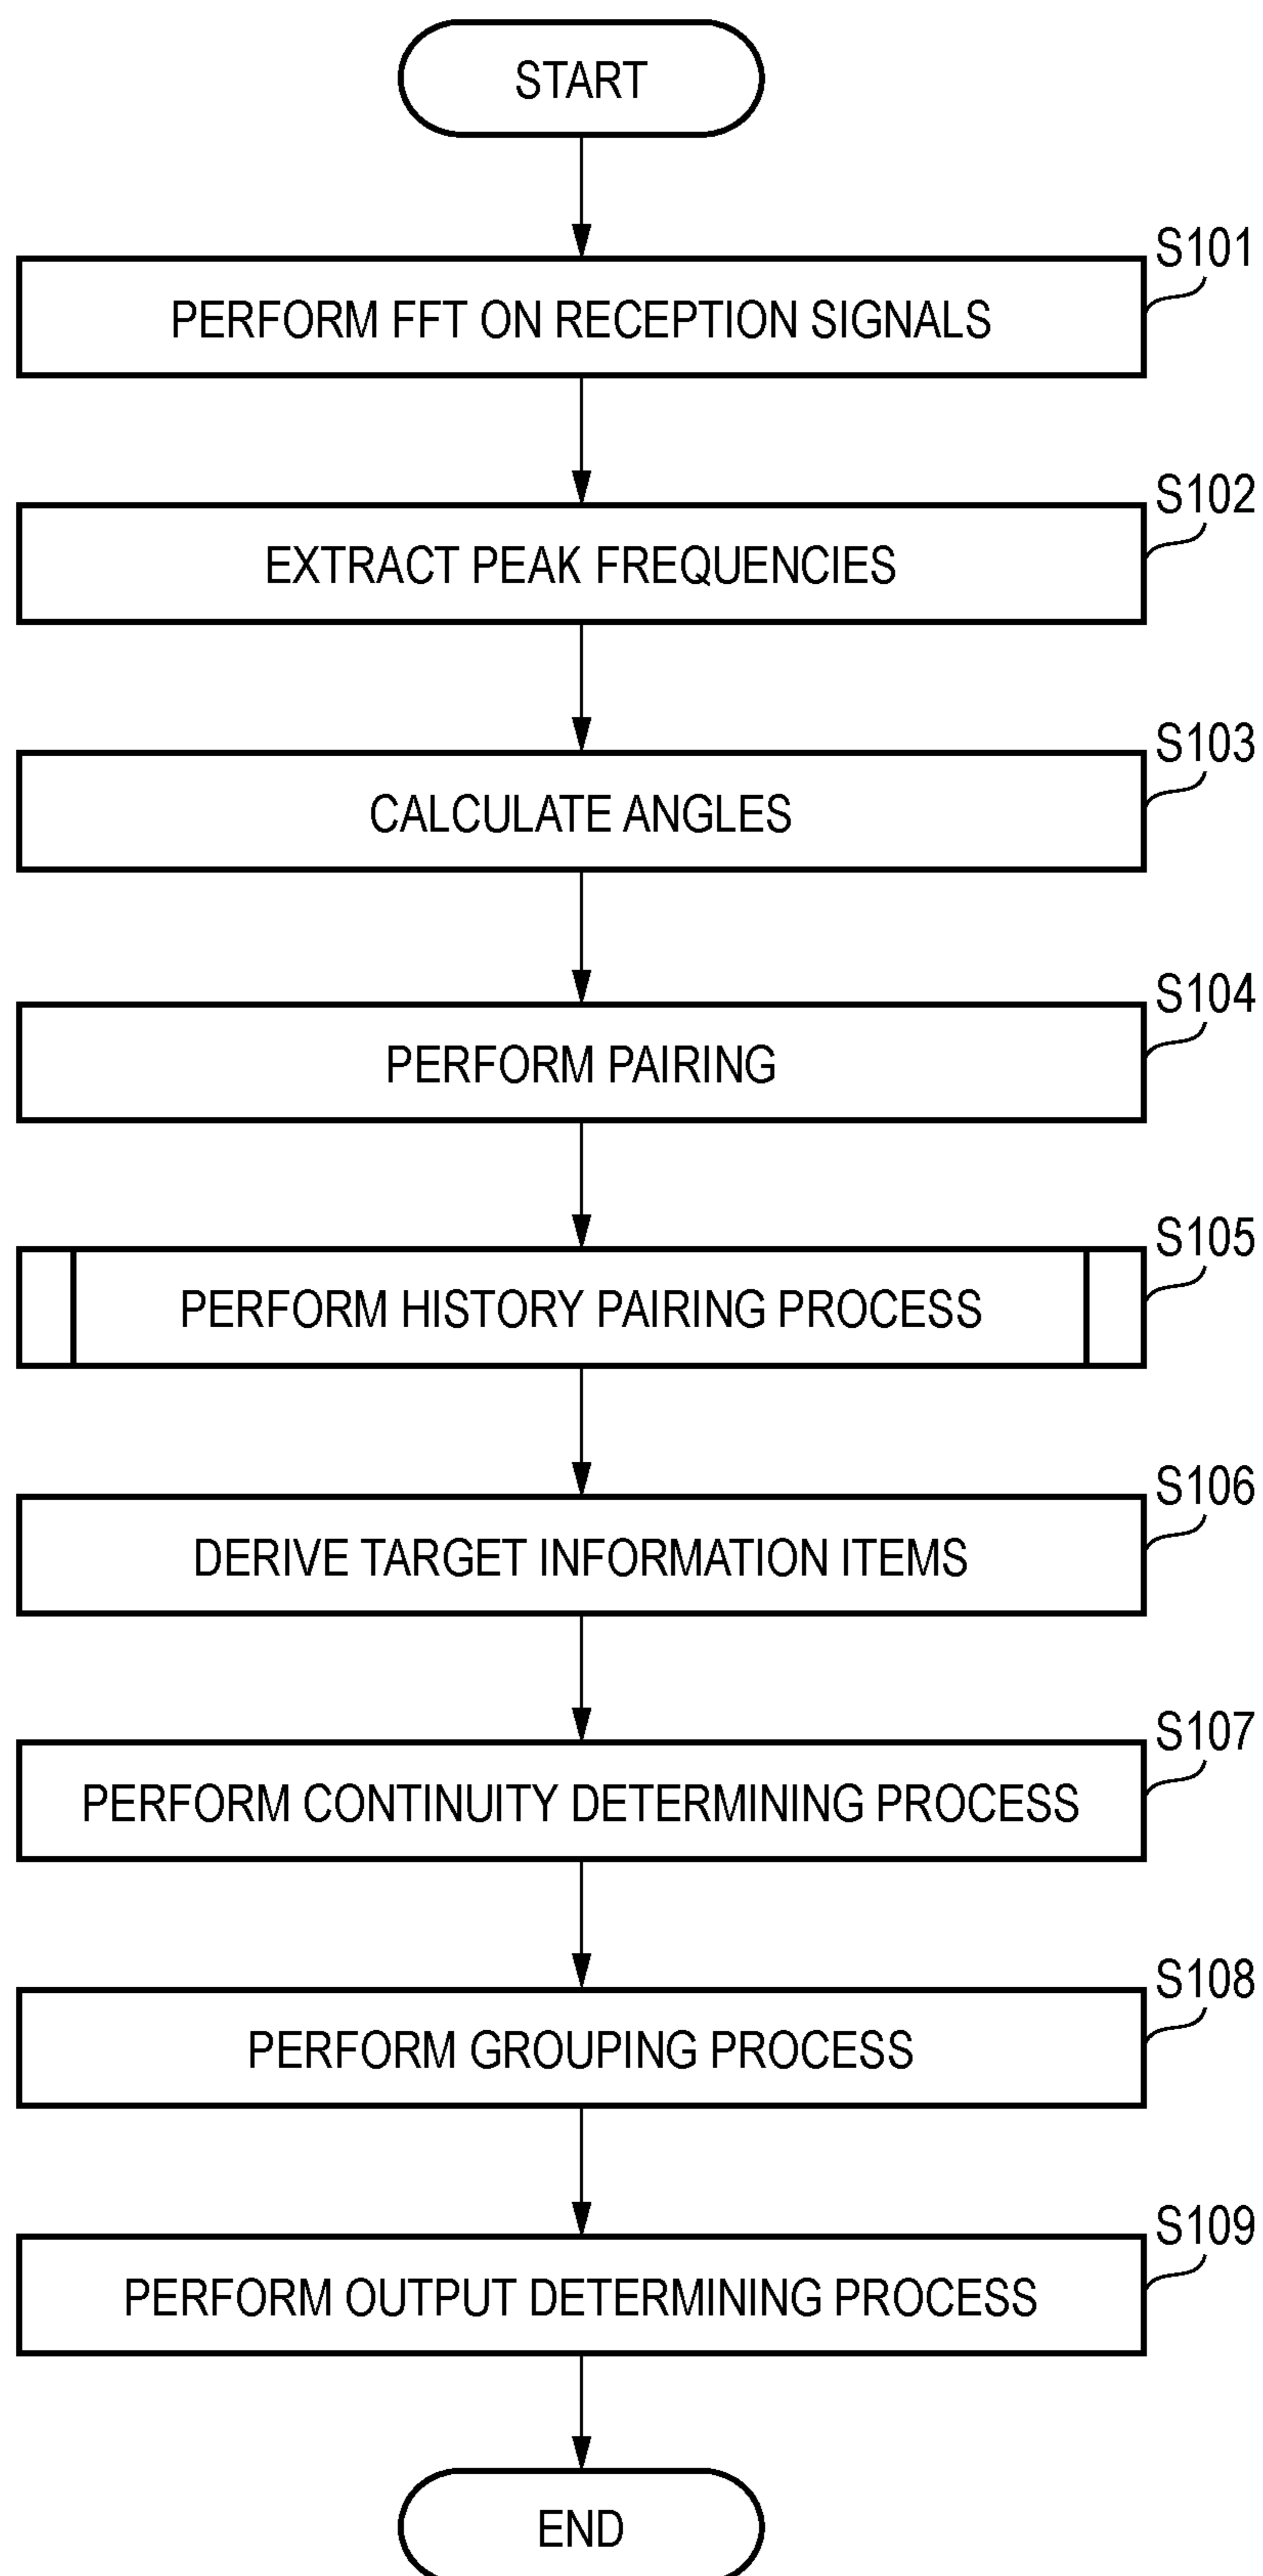 START
S101
PERFORM FFT ON RECEPTION SIGNALS
S102
EXTRACT PEAK FREQUENCIES
S103
CALCULATE ANGLES
S104
PERFORM PAIRING
S105
PERFORM HISTORY PAIRING PROCESS
S106
DERIVE TARGET INFORMATION ITEMS
S107
PERFORM CONTINUITY DETERMINING PROCESS
S108
PERFORM GROUPING PROCESS
S109
PERFORM OUTPUT DETERMINING PROCESS
END